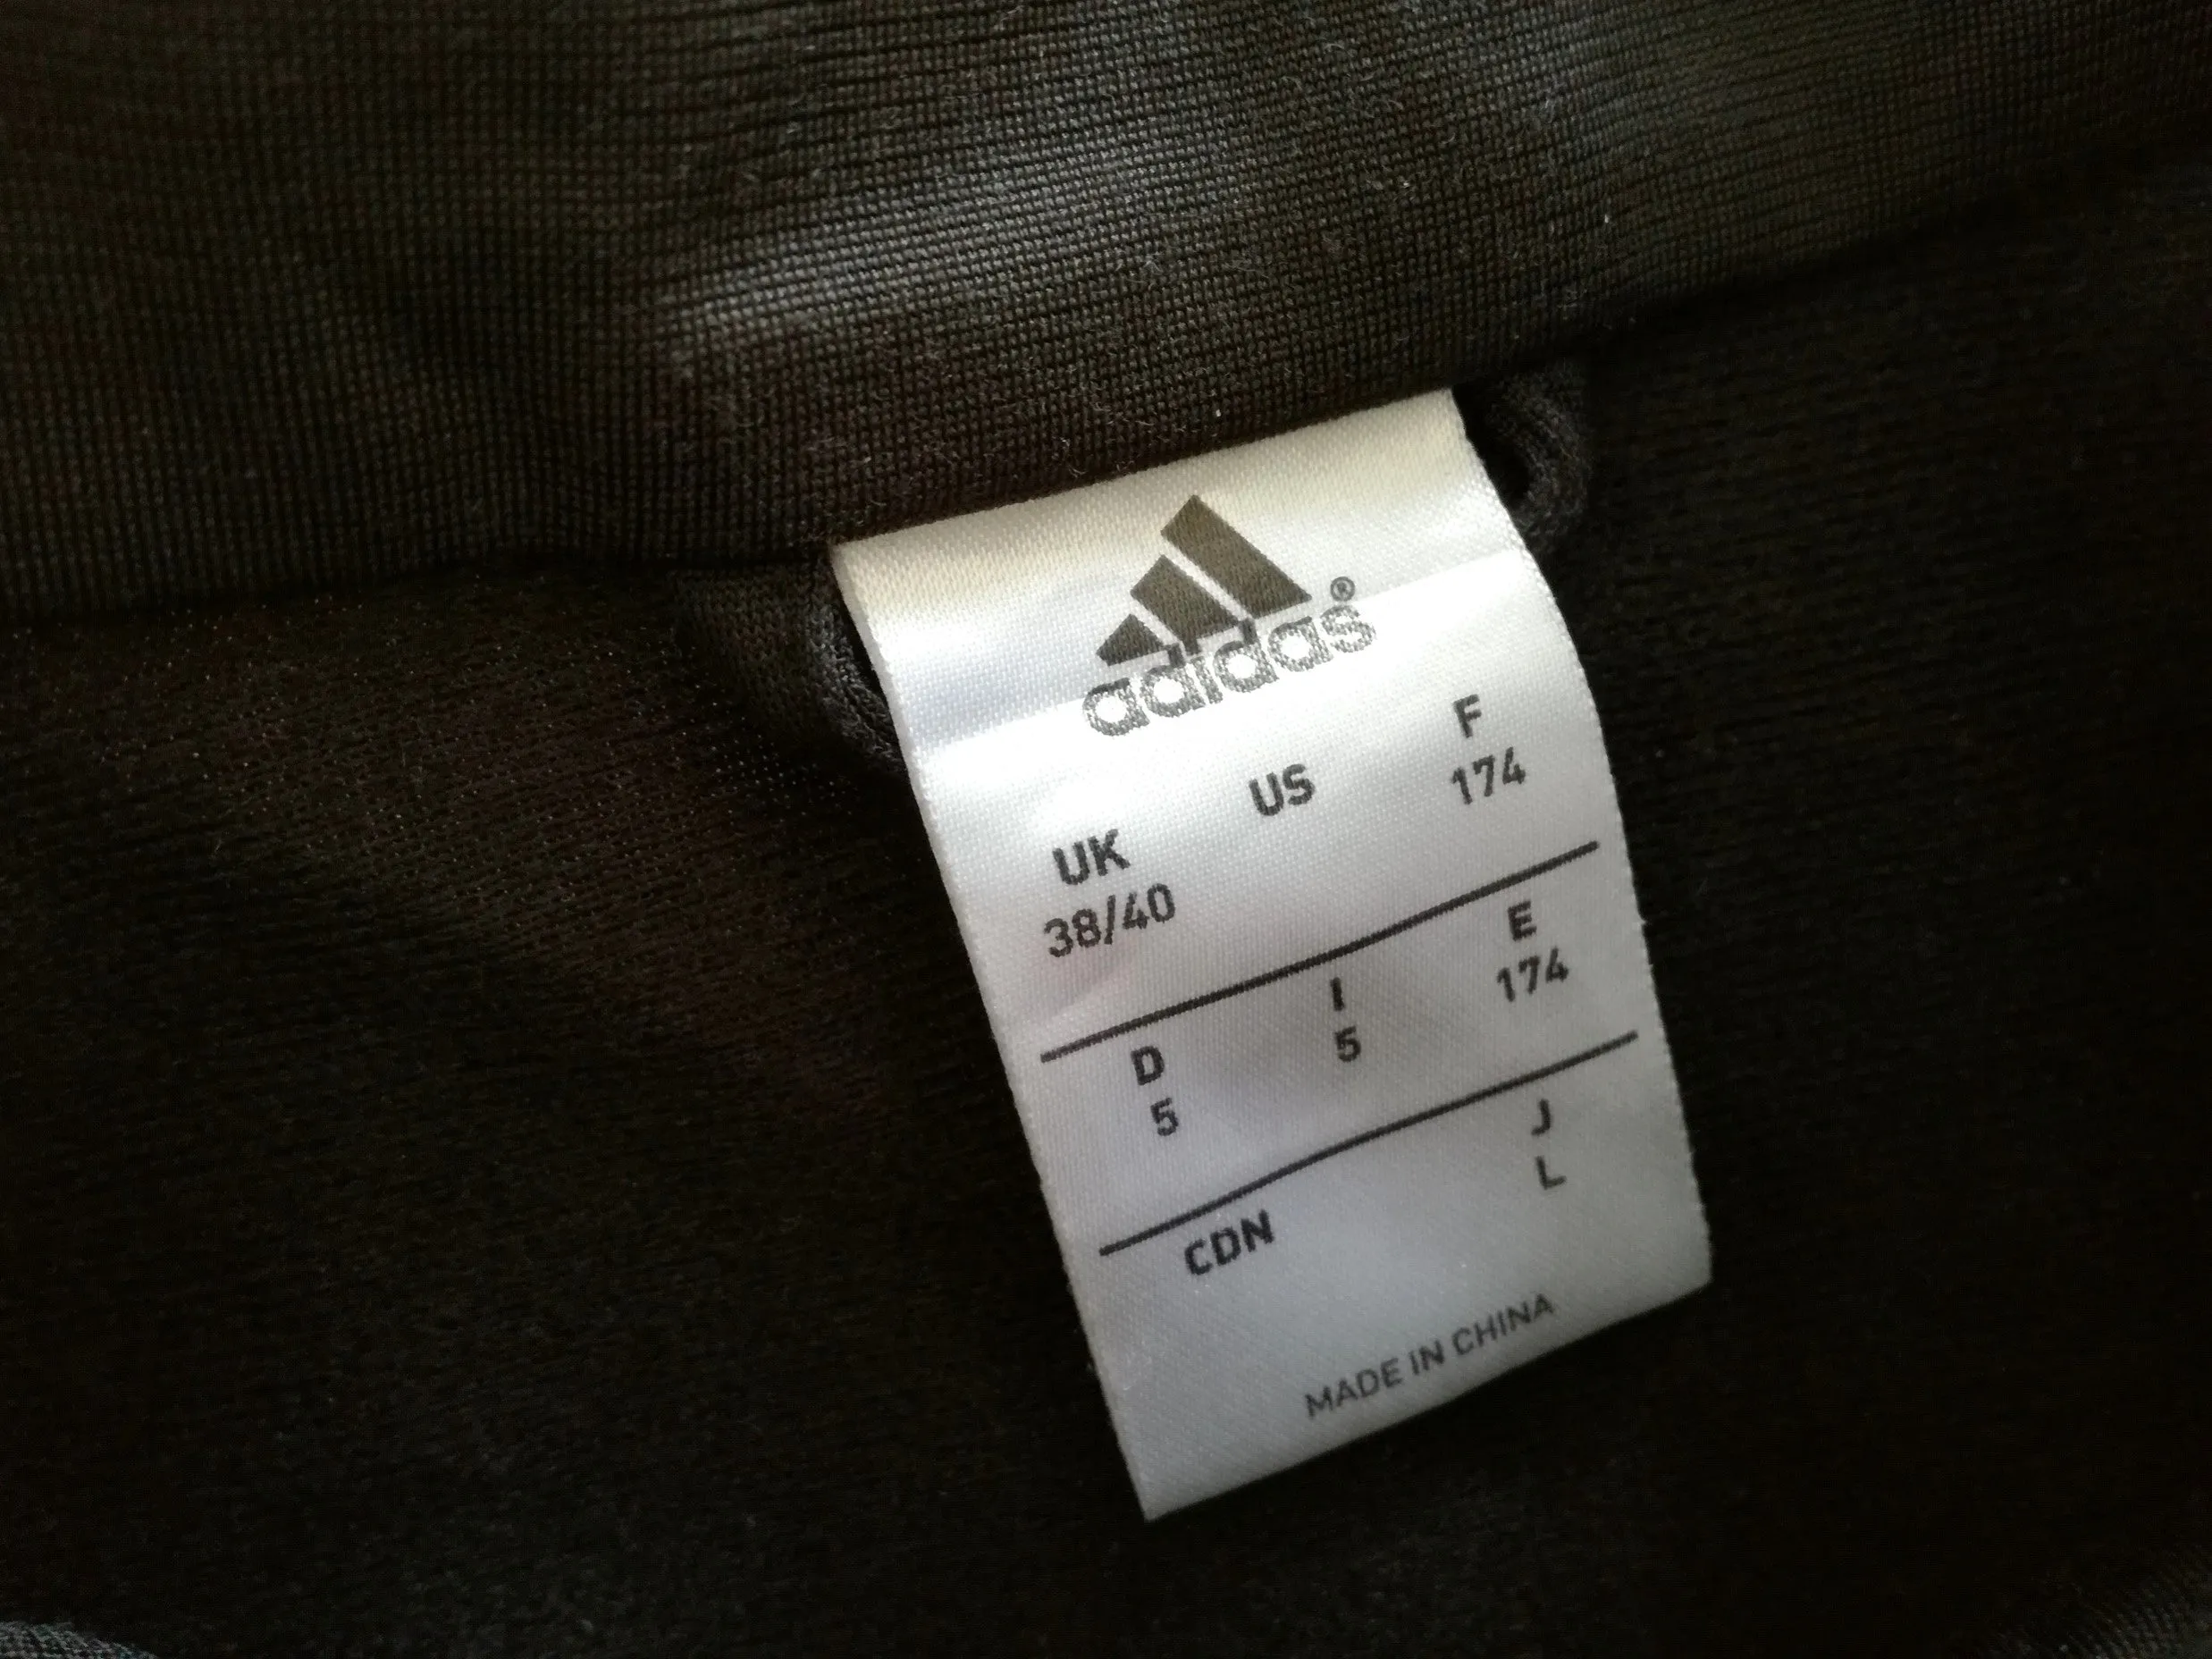 adidas®
UK US F
38/40 174
D I E
5 5 174
CDN J
L
MADE IN CHINA